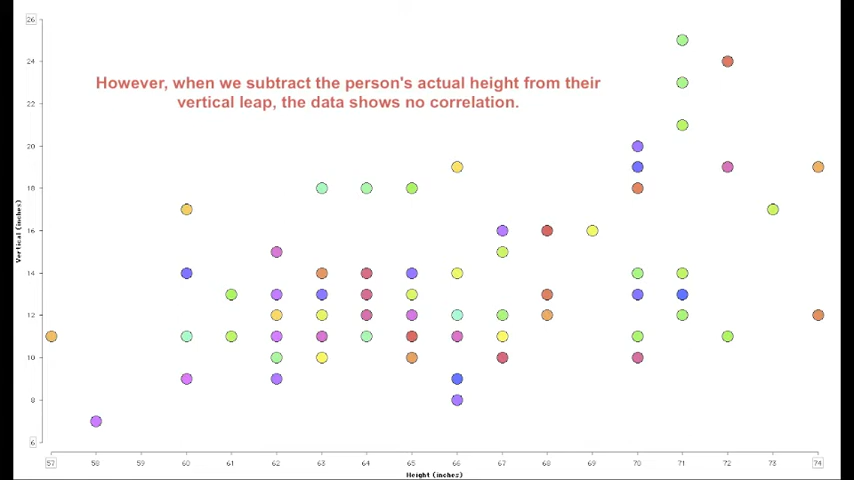 26
However, when we subtract the person's actual height from their
vertical leap, the data shows no correlation.
24
22
20
18
Vertical (inches)
16
14
12
10
8
6
57 58 59 60 61 62 63 64 65 66 67 68 69 70 71 72 73 74
Height (inches)